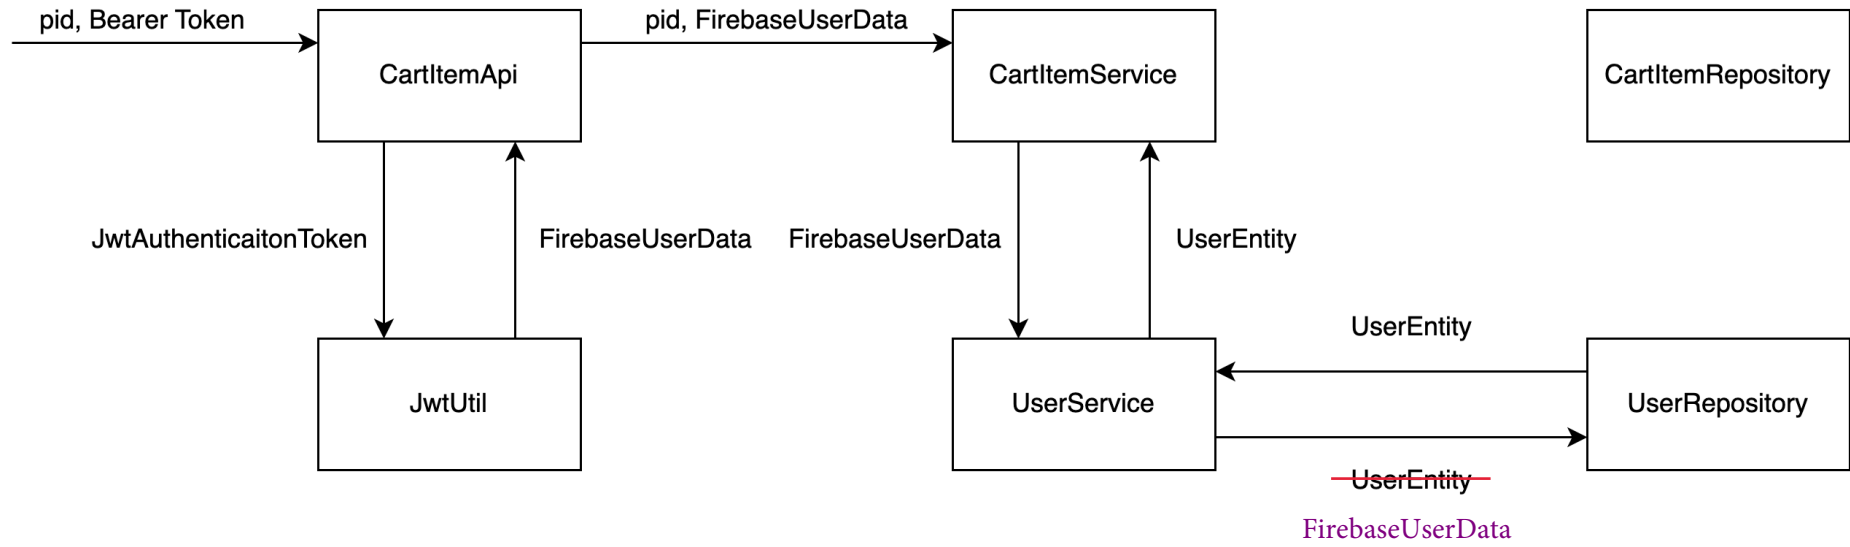 pid, Bearer Token
pid, FirebaseUserData
CartItemApi
CartItemService
CartItemRepository
JwtAuthenticaitonToken
FirebaseUserData
FirebaseUserData
UserEntity
UserEntity
JwtUtil
UserService
UserRepository
UserEntity
FirebaseUserData